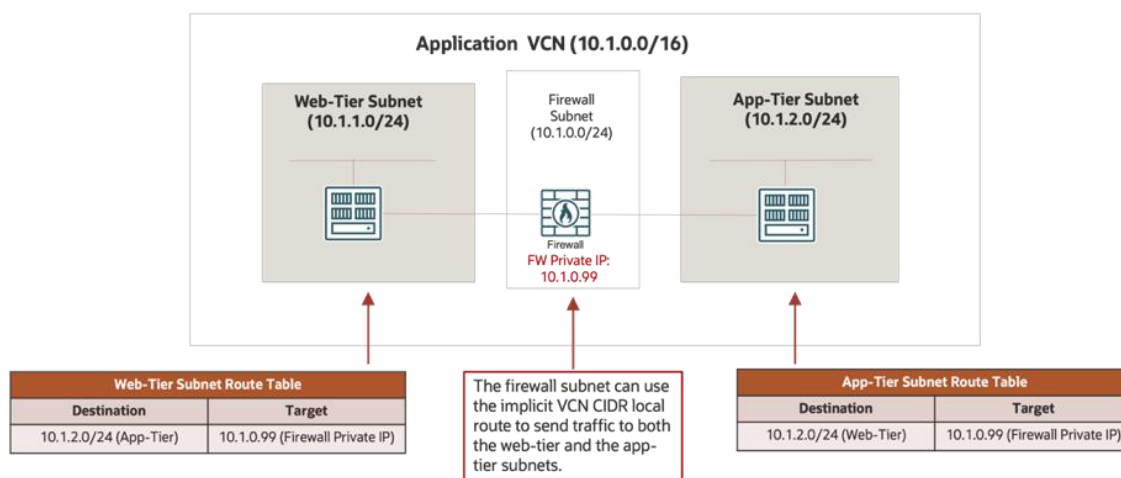 Application VCN (10.1.0.0/16)
Web-Tier Subnet
(10.1.1.0/24)
Firewall
Subnet
(10.1.0.0/24)
App-Tier Subnet
(10.1.2.0/24)
Firewall
FW Private IP:
10.1.0.99
Web-Tier Subnet Route Table
Destination Target
10.1.2.0/24 (App-Tier) 10.1.0.99 (Firewall Private IP)
The firewall subnet can use
the implicit VCN CIDR local
route to send traffic to both
the web-tier and the app-
tier subnets.
App-Tier Subnet Route Table
Destination Target
10.1.2.0/24 (Web-Tier) 10.1.0.99 (Firewall Private IP)